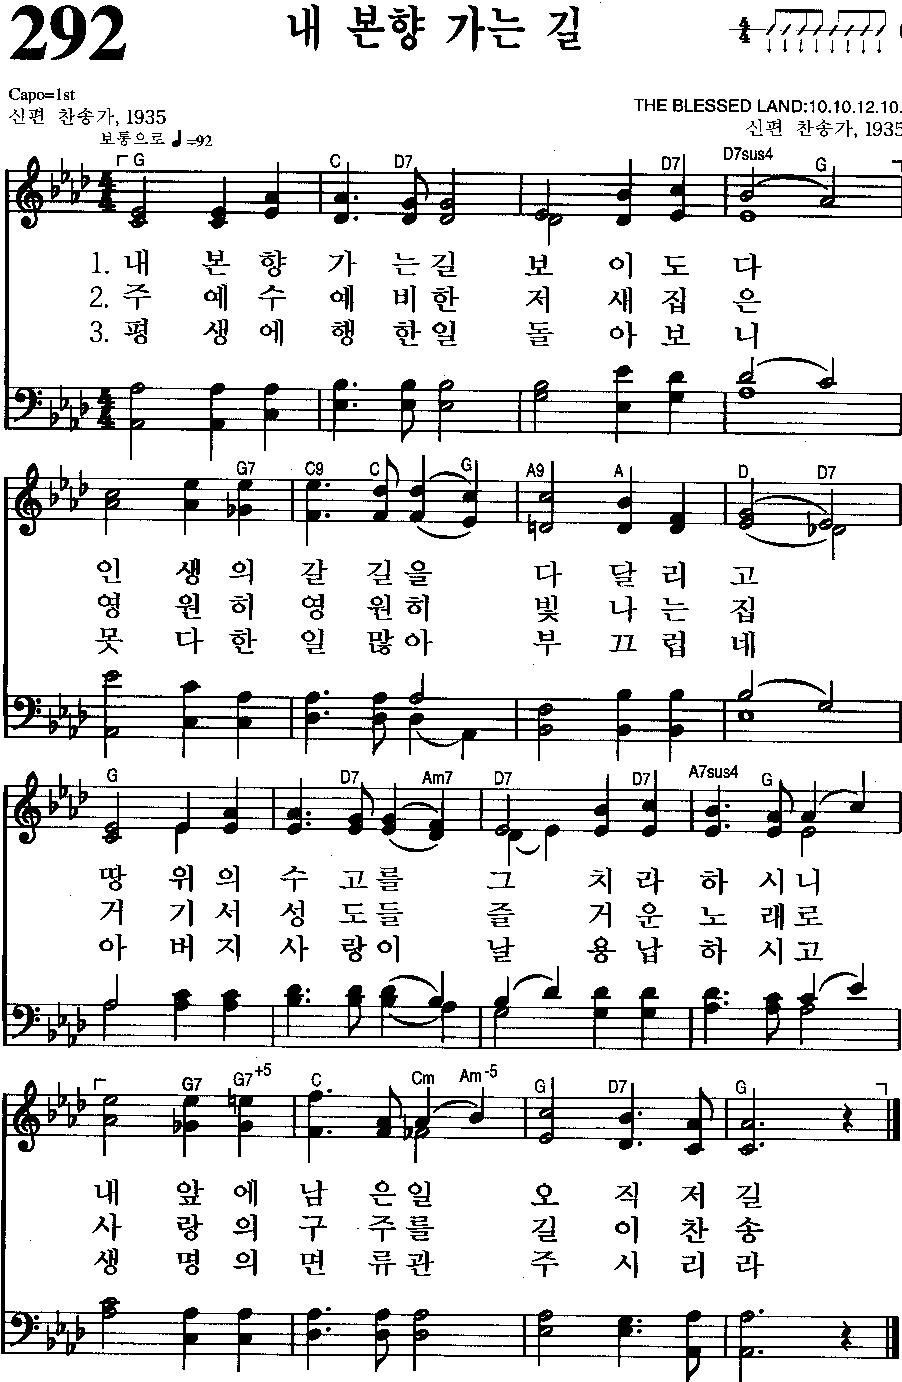 292 내 본향 가는 길 4/4
Capo=1st
신편 찬송가, 1935
THE BLESSED LAND:10.10.12.10.
신편 찬송가, 1935
보통으로 ♩=92
G C D7 D7 D7sus4 G
1. 내 본 향 가 는 길 보 이 도 다
2. 주 예 수 예 비 한 저 새 집 은
3. 평 생 에 행 한 일 돌 아 보 니
G7 C9 C G A9 A D D7
인 생 의 갈 길 을 다 달 리 고
영 원 히 영 원 히 빛 나 는 집
못 다 한 일 많 아 부 끄 럽 네
G D7 Am7 D7 D7 A7sus4 G
땅 위 의 수 고 를 그 치 라 하 시 니
거 기 서 성 도 들 즐 거 운 노 래 로
아 버 지 사 랑 이 날 용 납 하 시 고
G7 G7+5 C Cm Am-5 G D7 G
내 앞 에 남 은 일 오 직 저 길
사 랑 의 구 주 를 길 이 찬 송
생 명 의 면 류 관 주 시 리 라